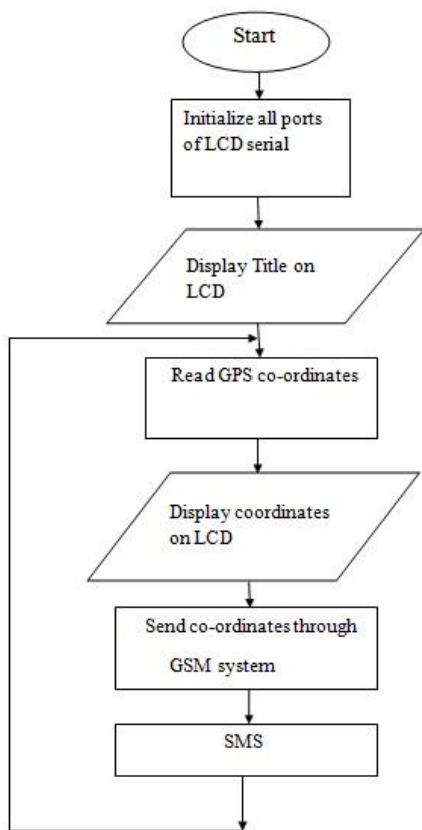 Start
Initialize all ports
of LCD serial
Display Title on
LCD
Read GPS co-ordinates
Display coordinates
on LCD
Send co-ordinates through
GSM system
SMS